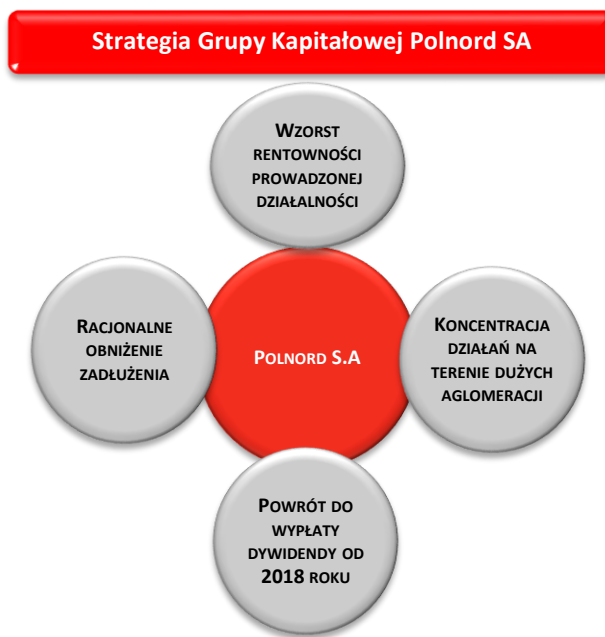 Strategia Grupy Kapitałowej Polnord SA
WZORST
RENTOWNOŚCI
PROWADZONEJ
DZIAŁALNOŚCI
RACJONALNE
OBNIŻENIE
ZADŁUŻENIA
POLNORD S.A
KONCENTRACJA
DZIAŁAŃ NA
TERENIE DUŻYCH
AGLOMERACJI
POWRÓT DO
WYPŁATY
DYWIDENDY OD
2018 ROKU